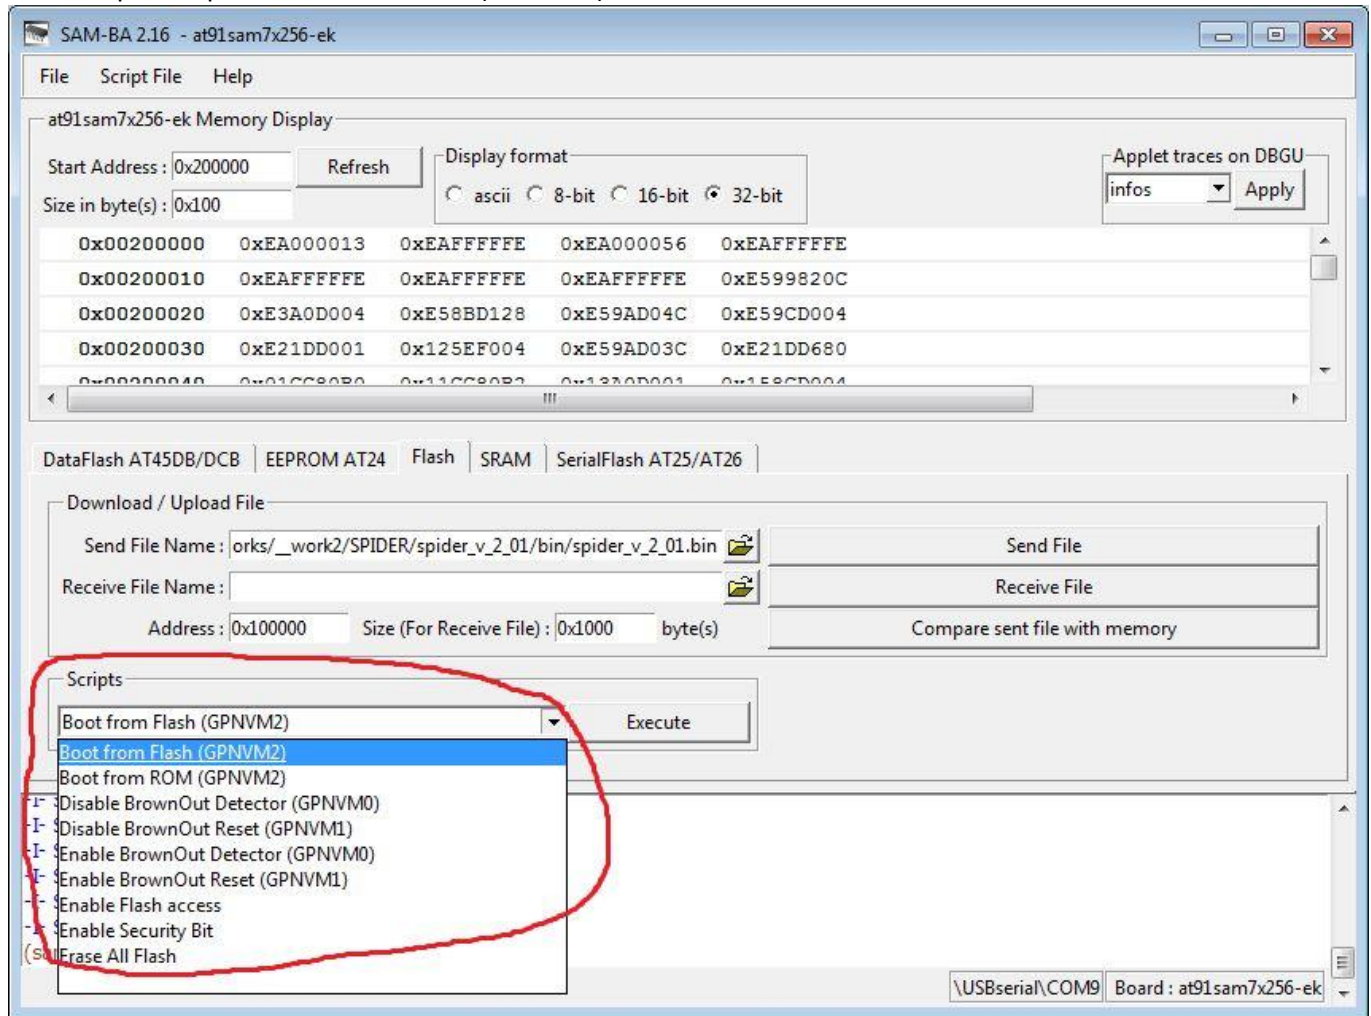 SAM-BA 2.16 - at91sam7x256-ek
File Script File Help
at91sam7x256-ek Memory Display
Start Address : 0x200000 Refresh
Size in byte(s) : 0x100
Display format
ascii 8-bit 16-bit 32-bit
Applet traces on DBGU
infos Apply
0x00200000 0xEA000013 0xEAFFFFFE 0xEA000056 0xEAFFFFFE
0x00200010 0xEAFFFFFE 0xEAFFFFFE 0xEAFFFFFE 0xE599820C
0x00200020 0xE3A0D004 0xE58BD128 0xE59AD04C 0xE59CD004
0x00200030 0xE21DD001 0x125EF004 0xE59AD03C 0xE21DD680
DataFlash AT45DB/DCB EEPROM AT24 Flash SRAM SerialFlash AT25/AT26
Download / Upload File
Send File Name : orks/__work2/SPIDER/spider_v_2_01/bin/spider_v_2_01.bin Send File
Receive File Name : Receive File
Address : 0x100000 Size (For Receive File) : 0x1000 byte(s) Compare sent file with memory
Scripts
Boot from Flash (GPNVM2) Execute
Boot from Flash (GPNVM2)
Boot from ROM (GPNVM2)
Disable BrownOut Detector (GPNVM0)
-I- Disable BrownOut Reset (GPNVM1)
-I- Enable BrownOut Detector (GPNVM0)
Enable BrownOut Reset (GPNVM1)
Enable Flash access
Enable Security Bit
Erase All Flash
\USBserial\COM9 Board : at91sam7x256-ek